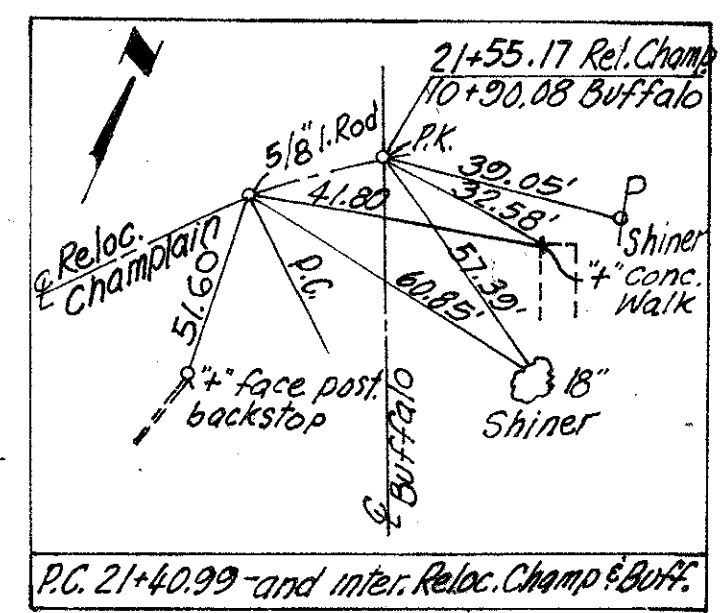 N
21+55.17 Rel. Champ
10+90.08 Buffalo
5/8" I. Rod
P.K.
39.05'
32.58'
41.80
P
Shiner
℄ Reloc.
Champlain
P.C.
57.39'
60.85'
51.60
"+" conc.
Walk
"+" face post.
backstop
18"
Shiner
℄ Buffalo
P.C. 21+40.99 - and inter. Reloc. Champ & Buff.